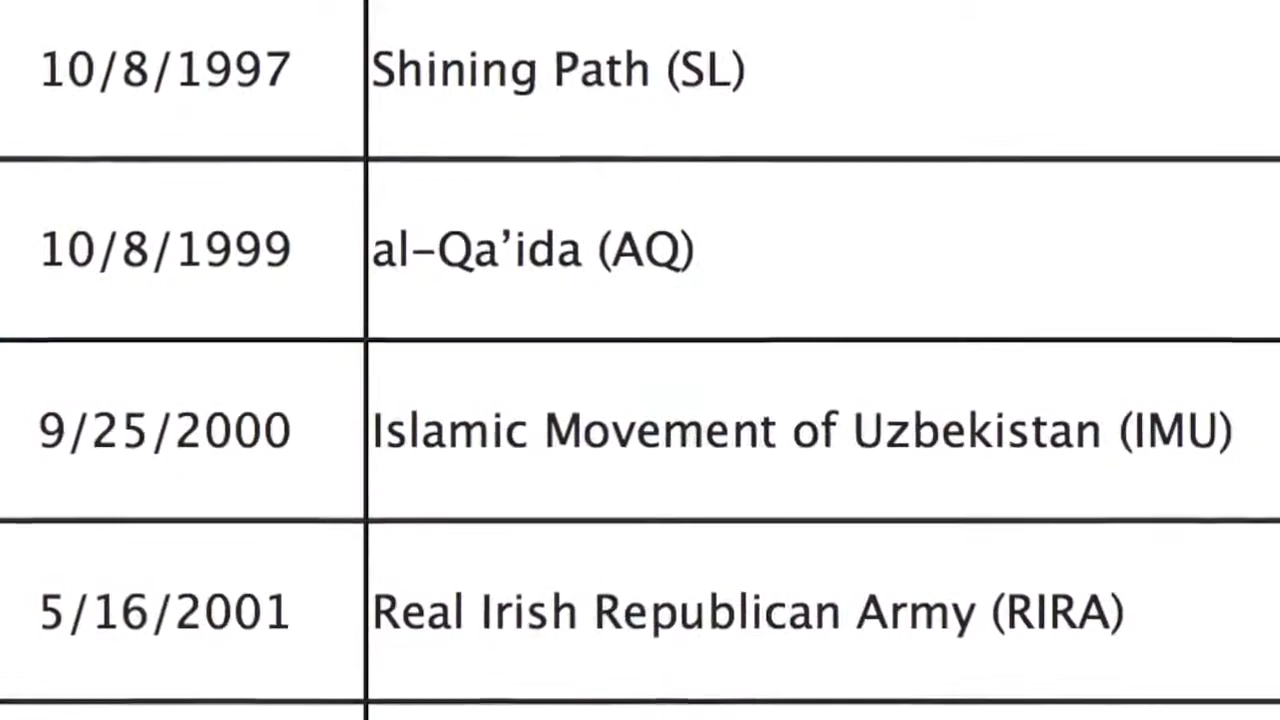 10/8/1997 Shining Path (SL)
10/8/1999 al-Qa’ida (AQ)
9/25/2000 Islamic Movement of Uzbekistan (IMU)
5/16/2001 Real Irish Republican Army (RIRA)